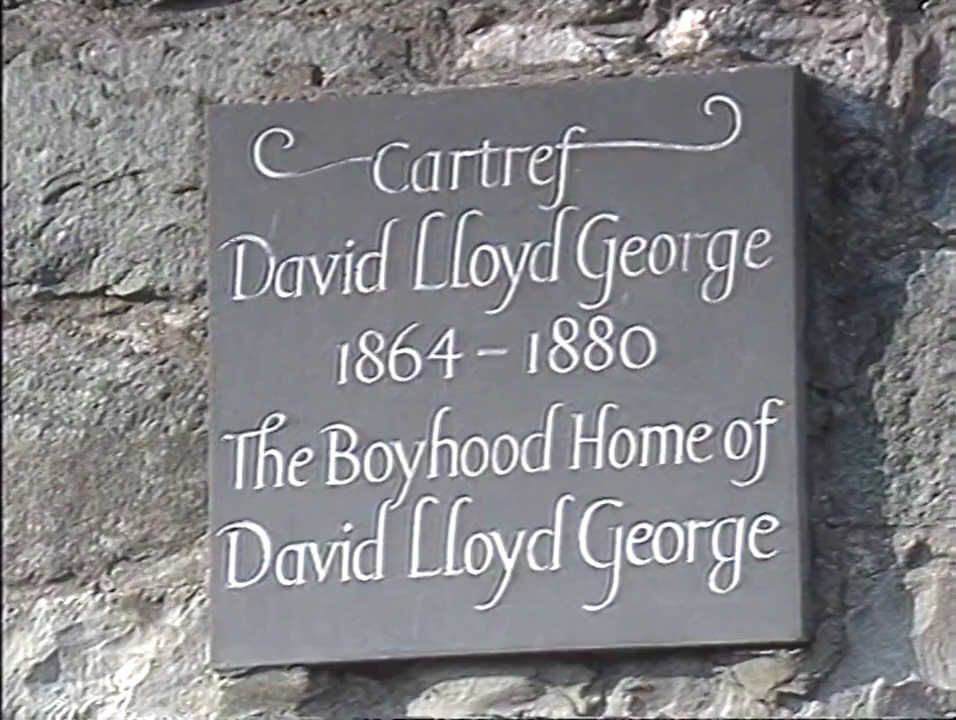 Cartref
David Lloyd George
1864 – 1880
The Boyhood Home of
David Lloyd George